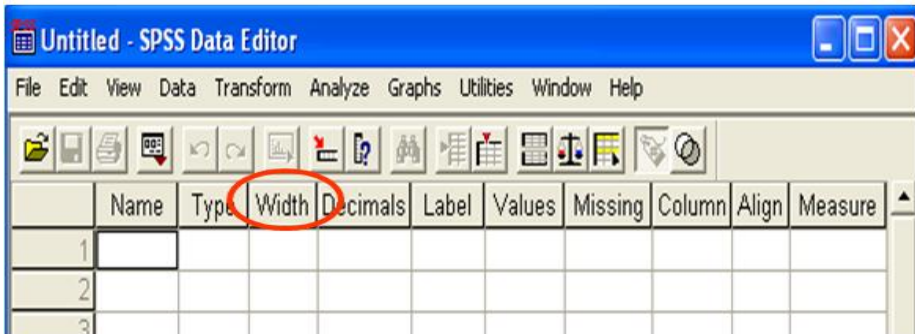 Untitled - SPSS Data Editor
File Edit View Data Transform Analyze Graphs Utilities Window Help
Name Type Width Decimals Label Values Missing Column Align Measure
1
2
3